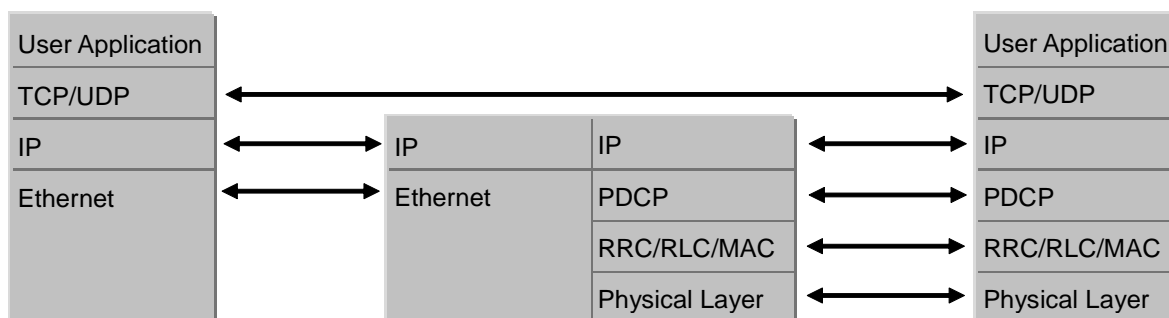 User Application
TCP/UDP
IP
Ethernet
IP
Ethernet
IP
PDCP
RRC/RLC/MAC
Physical Layer
User Application
TCP/UDP
IP
PDCP
RRC/RLC/MAC
Physical Layer